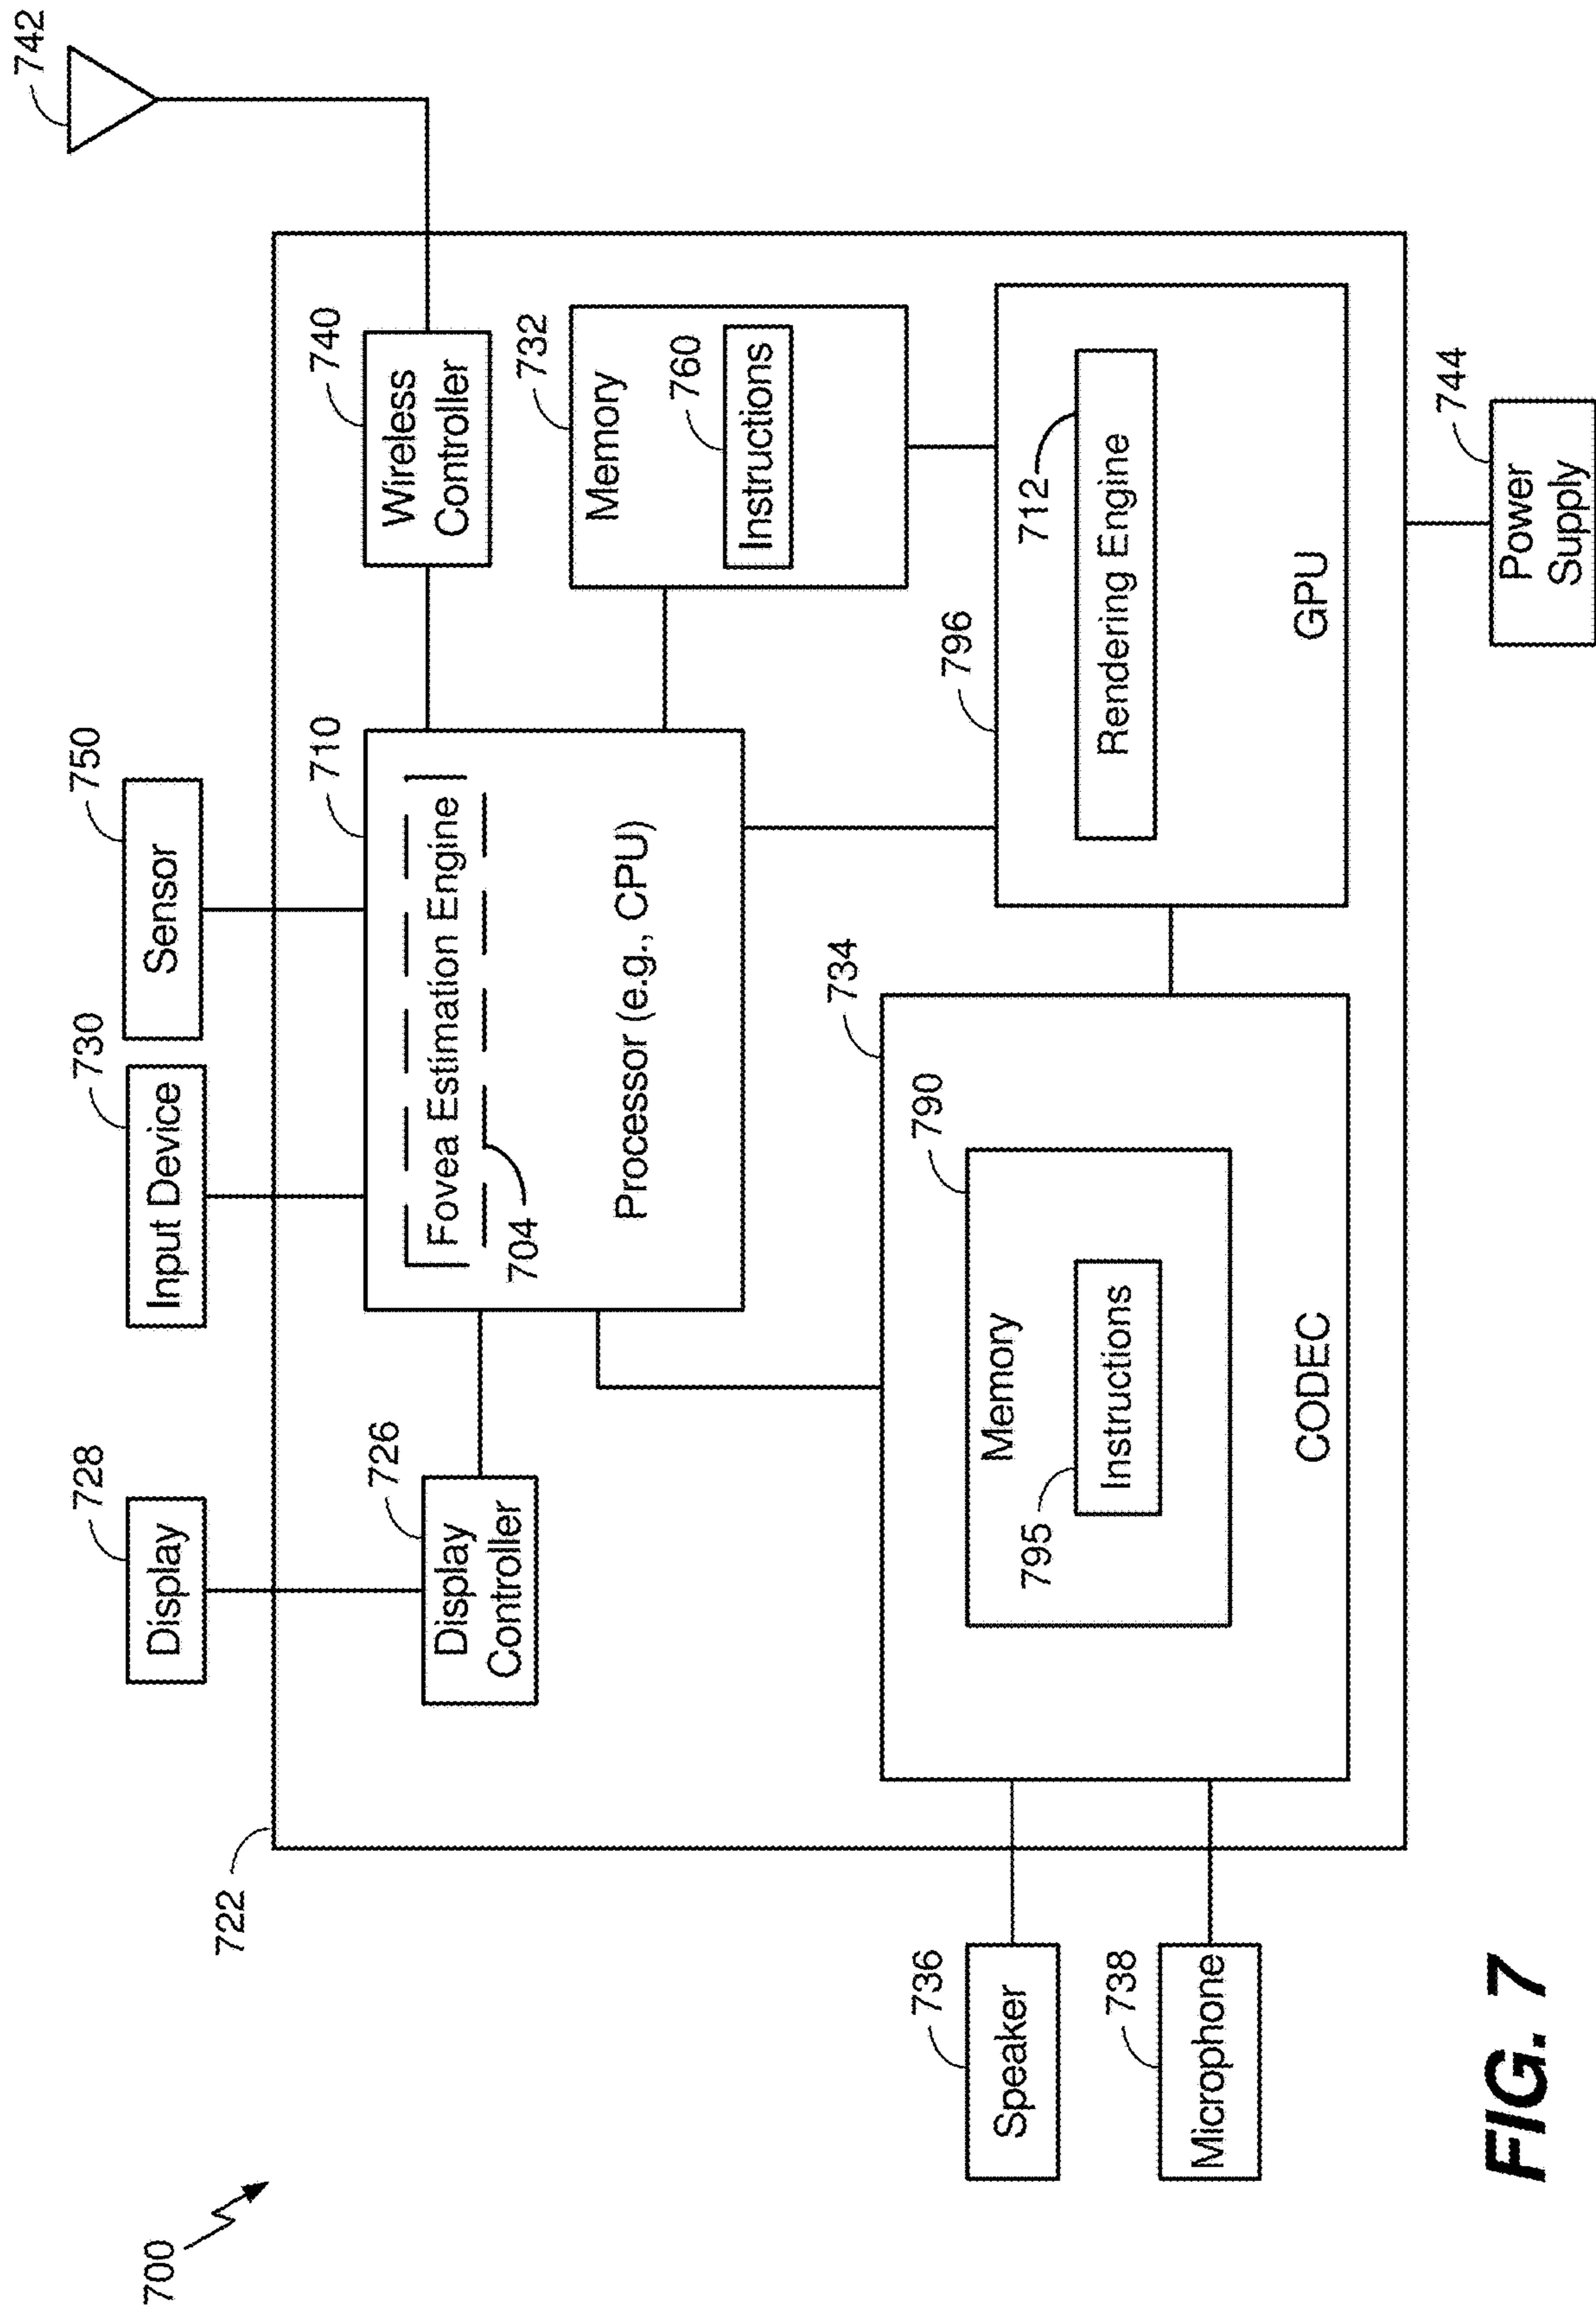 700
722
728
Display
730
Input Device
750
Sensor
742
726
Display
Controller
710
Fovea Estimation Engine
704
Processor (e.g., CPU)
740
Wireless
Controller
732
Memory
760
Instructions
734
790
Memory
795
Instructions
CODEC
796
712
Rendering Engine
GPU
736
Speaker
738
Microphone
744
Power
Supply
FIG. 7